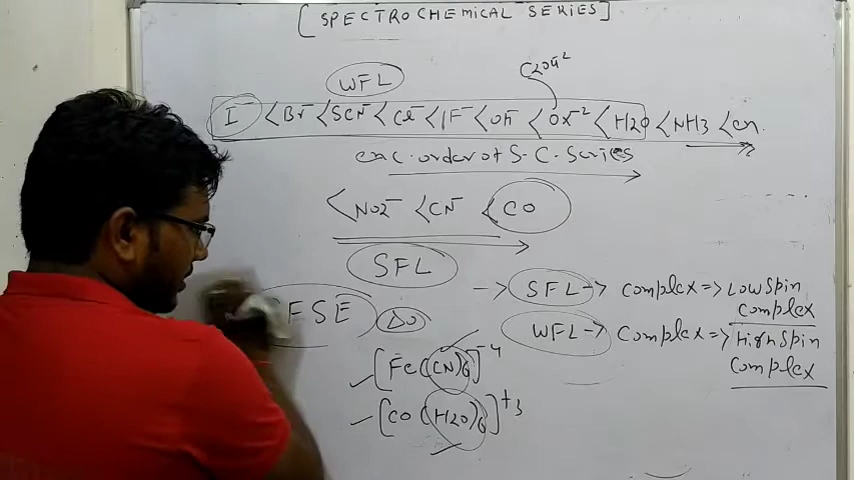 [SPECTROCHEMICAL SERIES]
WFL
C2O4⁻²
I⁻ < Br⁻ < SCN⁻ < Cl⁻ < F⁻ < OH⁻ < OX⁻² < H2O < NH3 < en.
enc. order of S.C. Series
< NO2⁻ < CN⁻ < CO
SFL
FSE Δo
→ SFL → complex => Low Spin
complex
WFL → complex => High Spin
complex
[Fe(CN)6]⁻⁴
[CO(H2O)6]⁺³